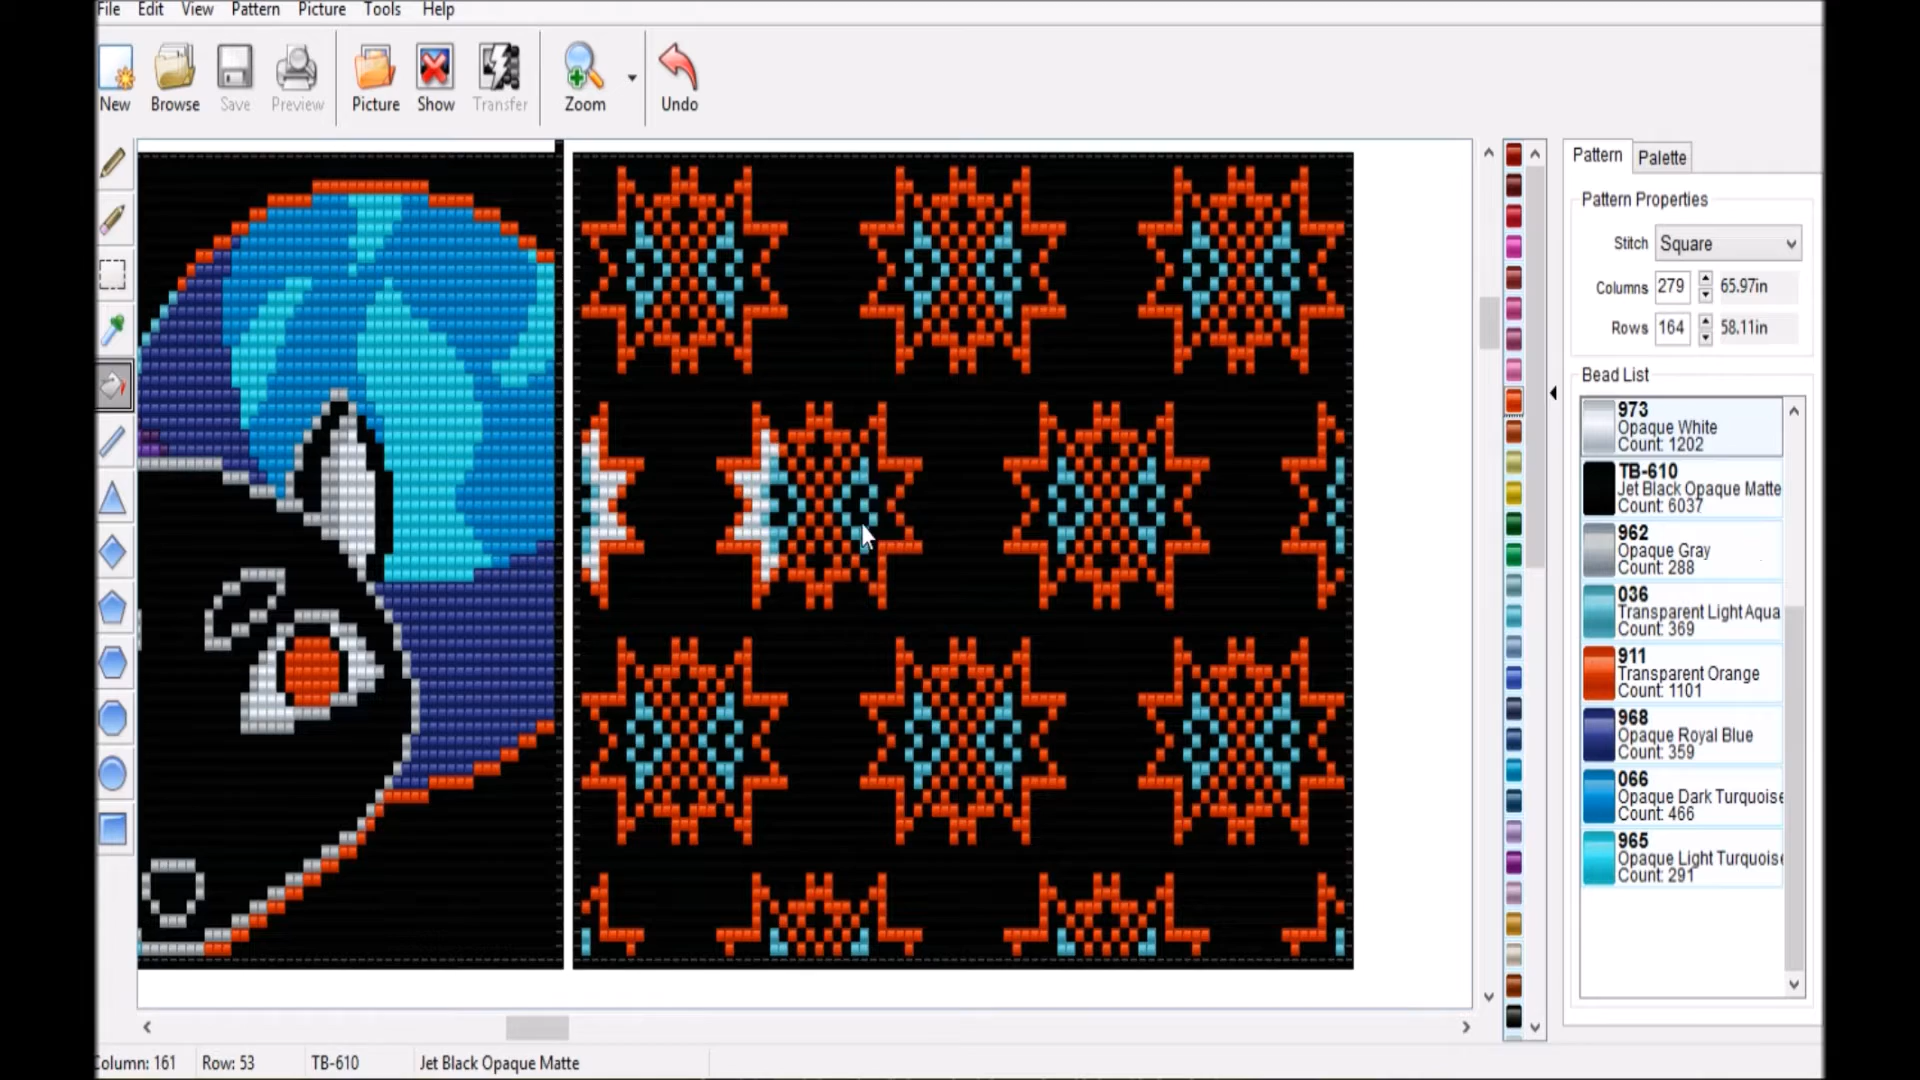 File Edit View Pattern Picture Tools Help
New Browse Save Preview Picture Show Transfer Zoom Undo
Pattern Palette
Pattern Properties
Stitch Square
Columns 279 65.97in
Rows 164 58.11in
Bead List
973
Opaque White
Count: 1202
TB-610
Jet Black Opaque Matte
Count: 6037
962
Opaque Gray
Count: 288
036
Transparent Light Aqua
Count: 369
911
Transparent Orange
Count: 1101
968
Opaque Royal Blue
Count: 359
066
Opaque Dark Turquoise
Count: 466
965
Opaque Light Turquoise
Count: 291
Column: 161 Row: 53 TB-610 Jet Black Opaque Matte